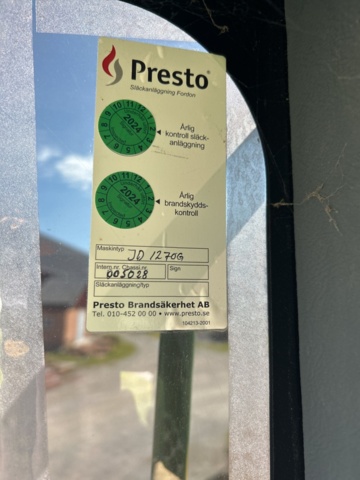 Presto®
Släckanläggning Fordon
Årlig
kontroll släck-
anläggning
2024
Årlig
brandskydds-
kontroll
2024
Maskintyp JD 1270G
Intern.nr. Chassi.nr. 005028 Sign
Släckanläggning/typ
Presto Brandsäkerhet AB
Tel. 010-452 00 00 • www.presto.se
104213-0901